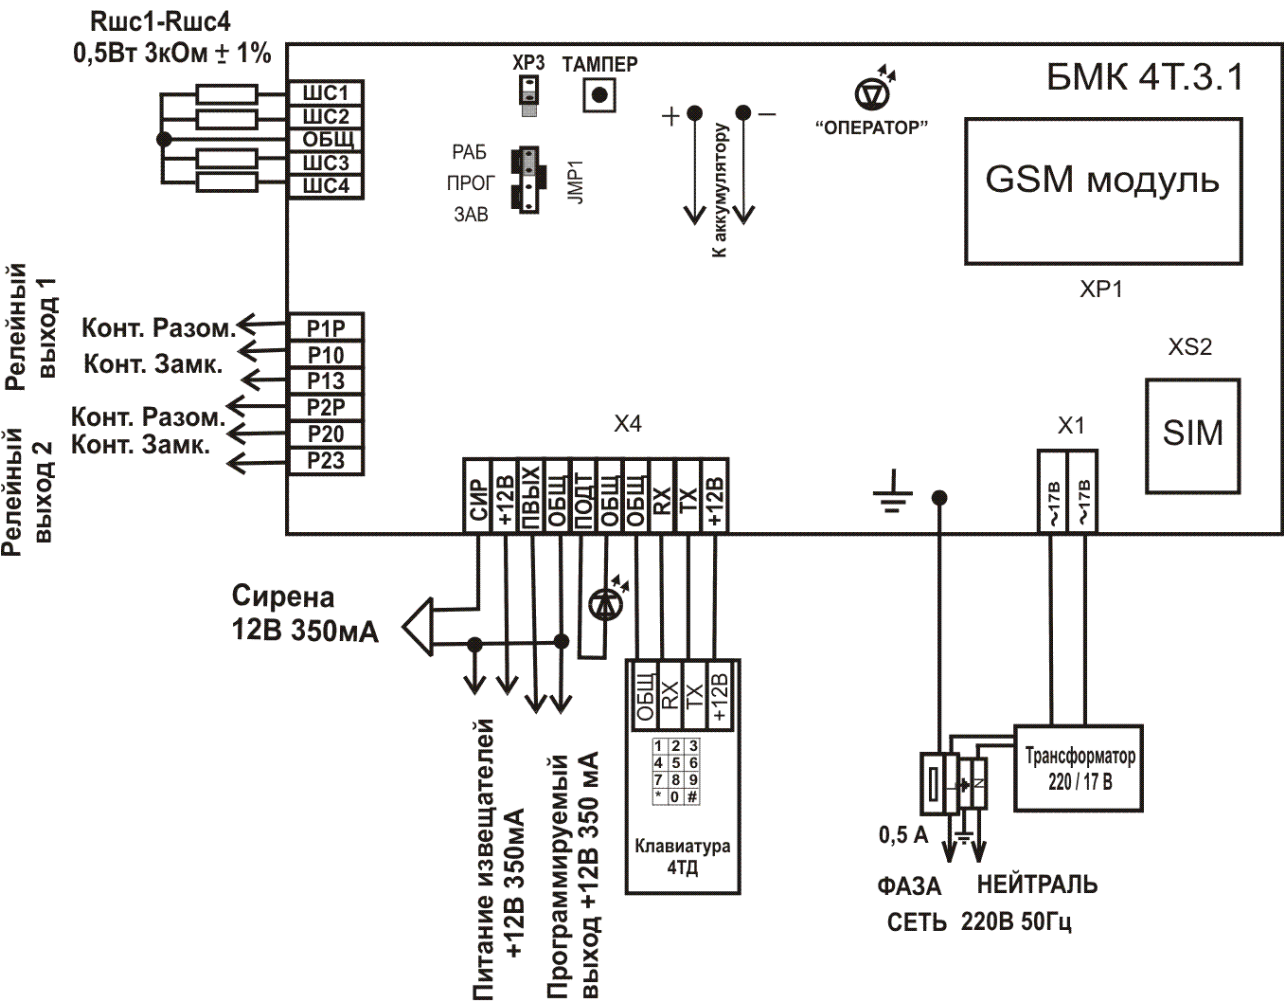 Rшс1-Rшс4
0,5Вт 3кОм ± 1%
ШС1
ШС2
ОБЩ
ШС3
ШС4
XP3
ТАМПЕР
РАБ
ПРОГ
ЗАВ
JMP1
+
−
К аккумулятору
“ОПЕРАТОР”
БМК 4Т.3.1
GSM модуль
XP1
XS2
SIM
Релейный
выход 1
Конт. Разом.
Конт. Замк.
Р1Р
Р10
Р13
Релейный
выход 2
Конт. Разом.
Конт. Замк.
Р2Р
Р20
Р23
X4
СИР
+12В
ПВЫХ
ОБЩ
ПОДТ
ОБЩ
ОБЩ
RX
TX
+12В
X1
~17В
~17В
Сирена
12В 350мА
Питание извещателей
+12В 350мА
Программируемый
выход +12В 350 мА
ОБЩ
RX
TX
+12В
1 2 3
4 5 6
7 8 9
* 0 #
Клавиатура
4ТД
Трансформатор
220 / 17 В
L
N
0,5 А
ФАЗА
НЕЙТРАЛЬ
СЕТЬ 220В 50Гц